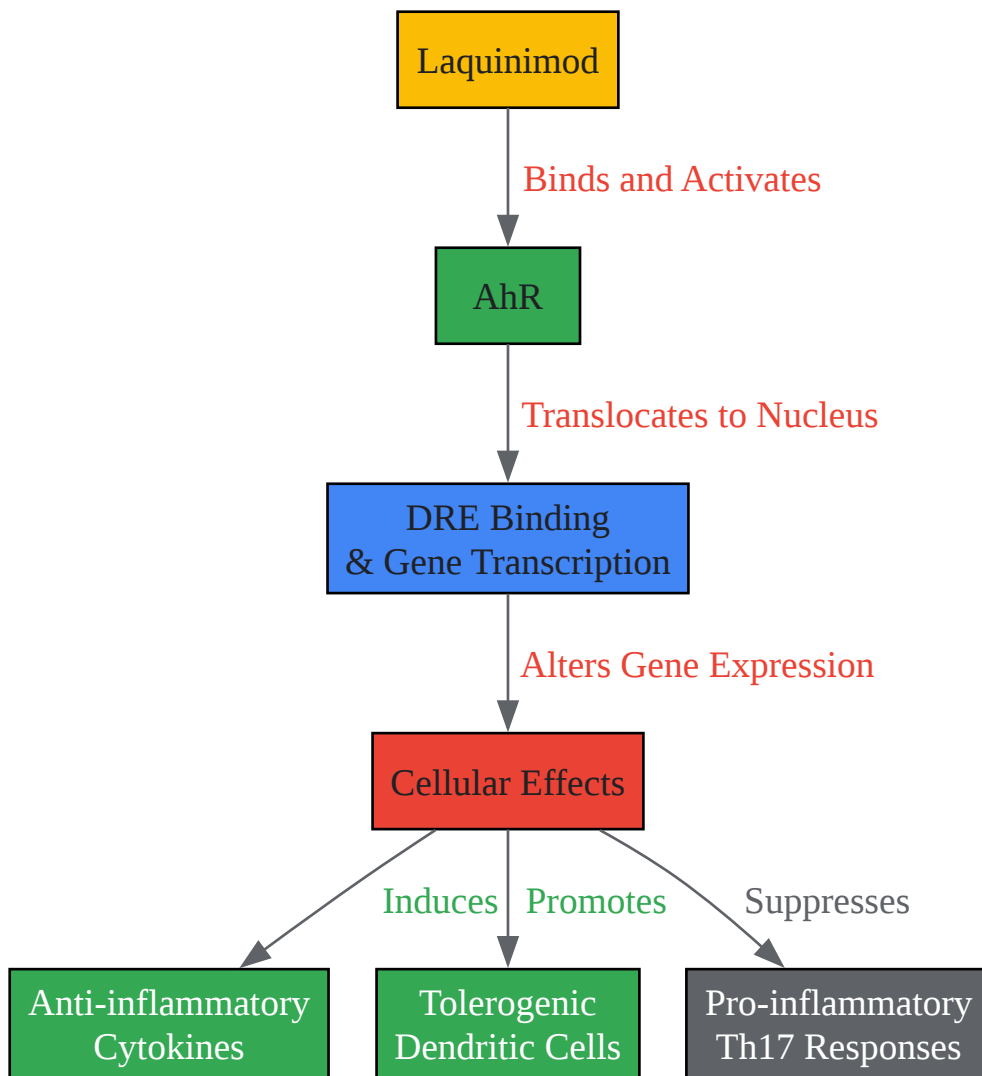 Laquinimod
Binds and Activates
AhR
Translocates to Nucleus
DRE Binding
& Gene Transcription
Alters Gene Expression
Cellular Effects
Induces
Promotes
Suppresses
Anti-inflammatory
Cytokines
Tolerogenic
Dendritic Cells
Pro-inflammatory
Th17 Responses